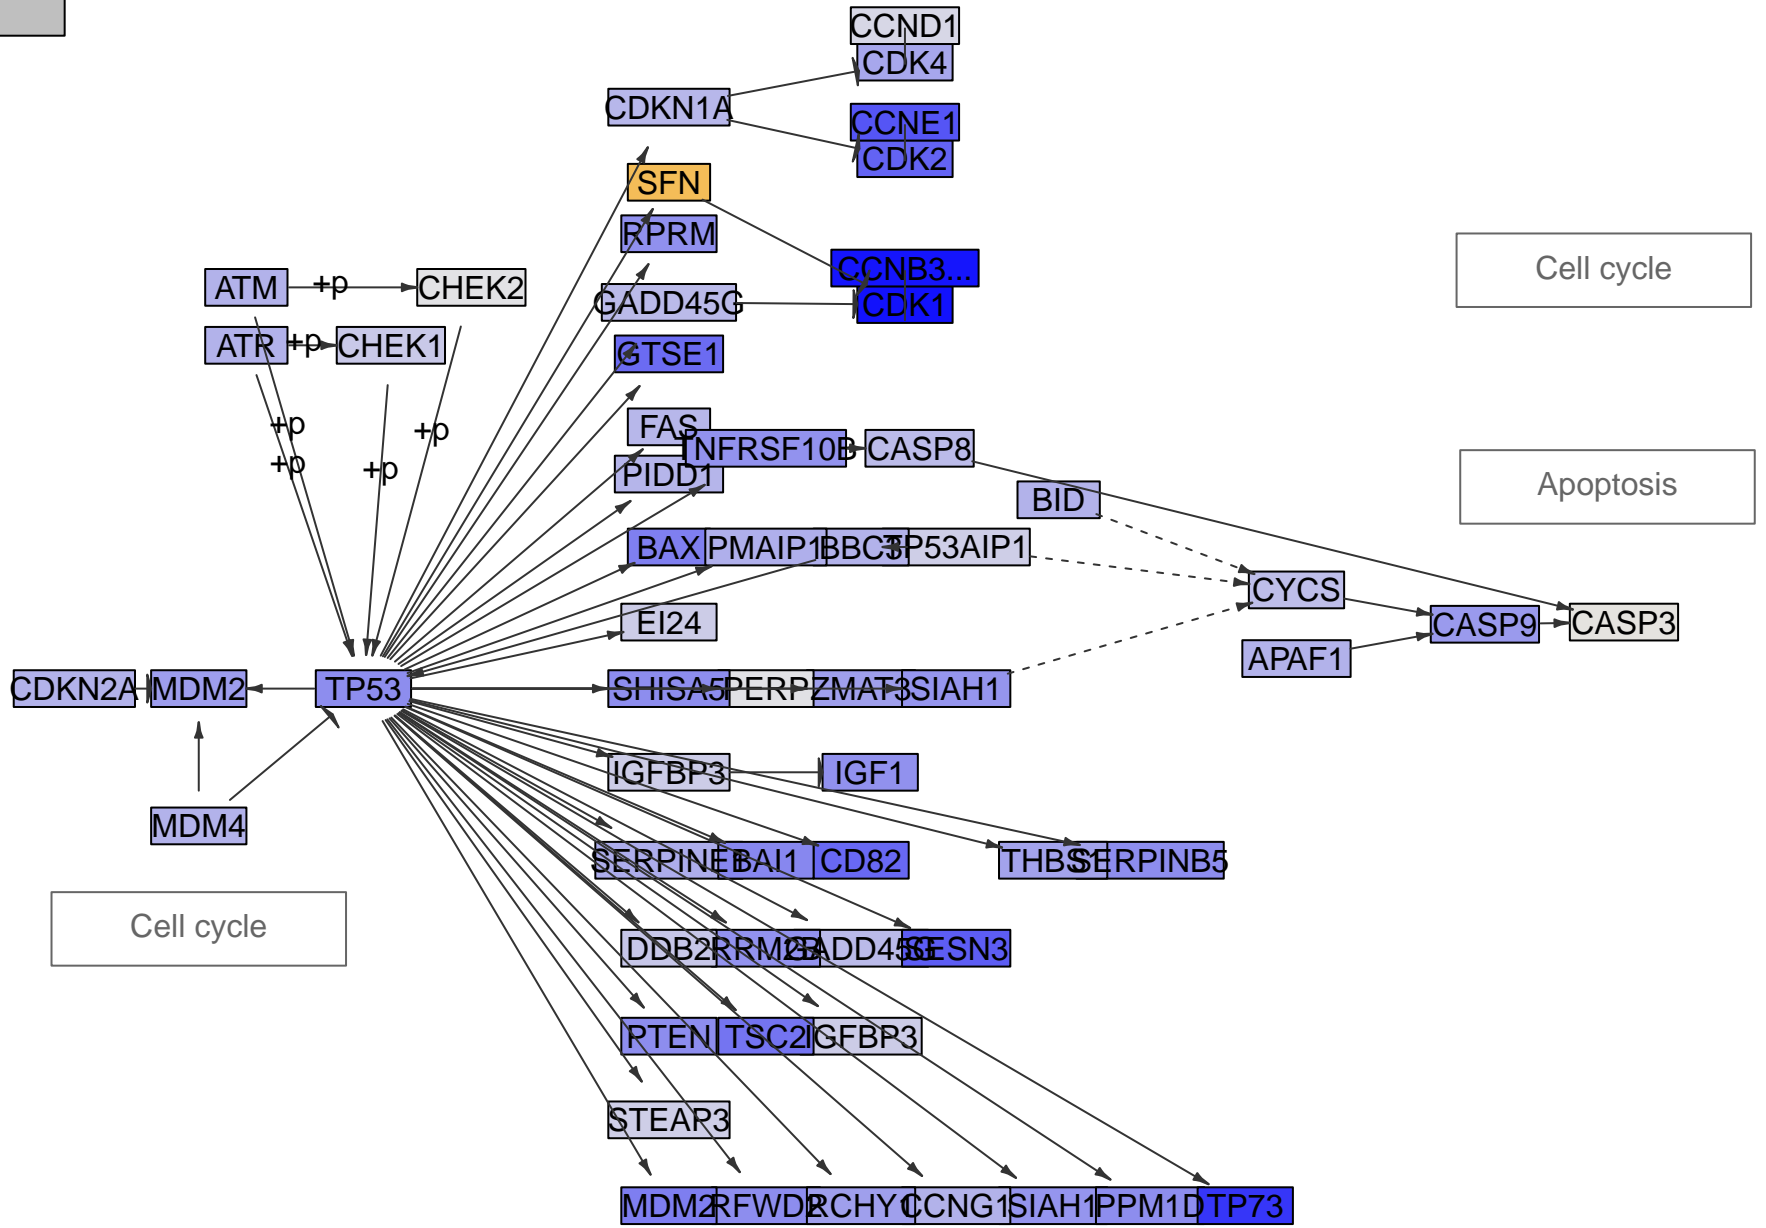 CCND1
CDK4
CDKN1A
CCNE1
CDK2
SFN
RPRM
CCNB3...
Cell cycle
ATM +p CHEK2
GADD45G
CDK1
ATR +p CHEK1
GTSE1
+p
+p
FAS
TNFRSF10B
CASP8
+p
+p
PIDD1
Apoptosis
BID
BAX
PMAIP1
BBC3
TP53AIP1
CYCS
EI24
CASP9
CASP3
APAF1
CDKN2A
MDM2
TP53
SHISA5
PERP
ZMAT3
SIAH1
IGFBP3
IGF1
MDM4
SERPINE1
BAI1
CD82
THBS1
SERPINB5
Cell cycle
DDB2
RRM2B
GADD45G
SESN3
PTEN
TSC2
IGFBP3
STEAP3
MDM2
RFWD2
RCHY1
CCNG1
SIAH1
PPM1D
TP73